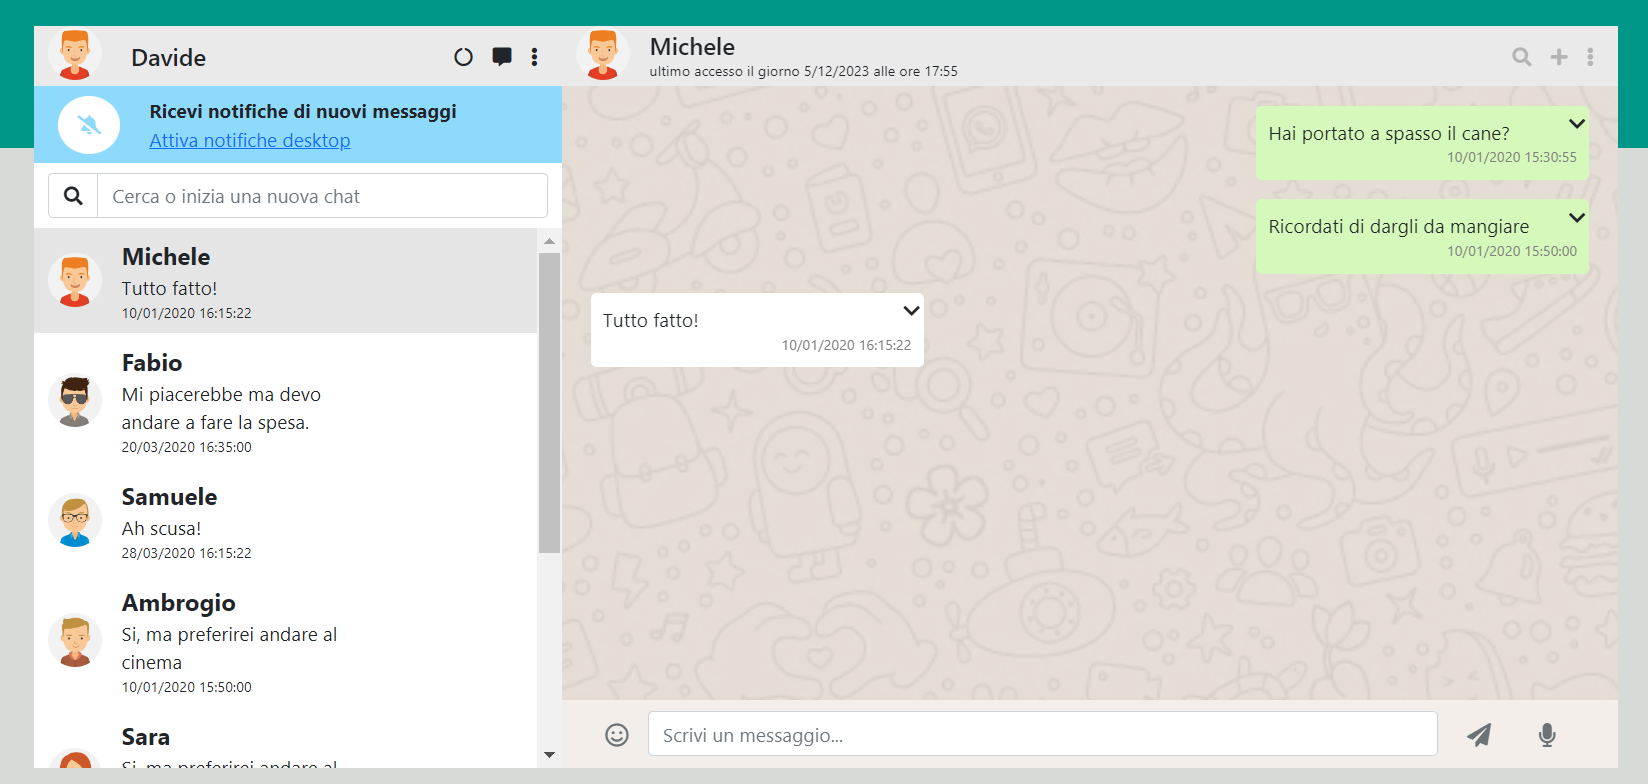 Davide
Ricevi notifiche di nuovi messaggi
Attiva notifiche desktop
Cerca o inizia una nuova chat
Michele
Tutto fatto!
10/01/2020 16:15:22
Fabio
Mi piacerebbe ma devo
andare a fare la spesa.
20/03/2020 16:35:00
Samuele
Ah scusa!
28/03/2020 16:15:22
Ambrogio
Si, ma preferirei andare al
cinema
10/01/2020 15:50:00
Sara
Si, ma preferirei andare al
Michele
ultimo accesso il giorno 5/12/2023 alle ore 17:55
Hai portato a spasso il cane?
10/01/2020 15:30:55
Ricordati di dargli da mangiare
10/01/2020 15:50:00
Tutto fatto!
10/01/2020 16:15:22
Scrivi un messaggio...